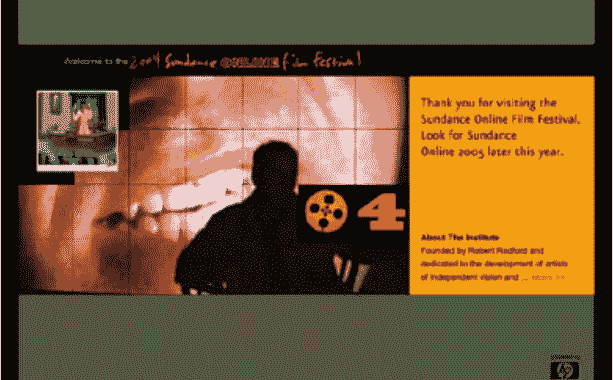 Welcome to the 2004 Sundance ONLINE film festival
Thank you for visiting the
Sundance Online Film Festival.
Look for Sundance
Online 2005 later this year.
04
About The Institute
Founded by Robert Redford and
dedicated to the development of artists
of independent vision and ... More >>
hp